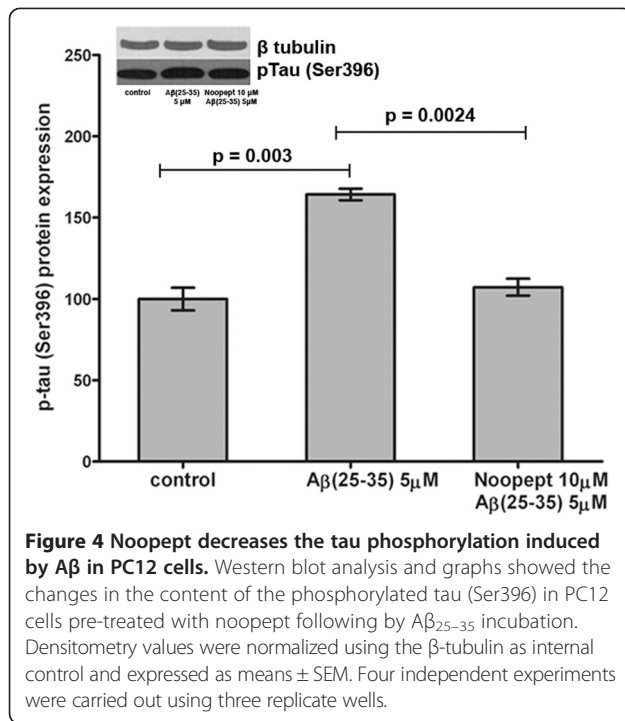 β tubulin
pTau (Ser396)
control Aβ(25-35) Noopept 10 μM
5 μM Aβ(25-35) 5μM
p = 0.0024
p = 0.003
p-tau (Ser396) protein expression
200
150
100
50
0
control Aβ(25-35) 5μM Noopept 10μM
Aβ(25-35) 5μM
Figure 4 Noopept decreases the tau phosphorylation induced
by Aβ in PC12 cells. Western blot analysis and graphs showed the
changes in the content of the phosphorylated tau (Ser396) in PC12
cells pre-treated with noopept following by Aβ₂₅₋₃₅ incubation.
Densitometry values were normalized using the β-tubulin as internal
control and expressed as means ± SEM. Four independent experiments
were carried out using three replicate wells.